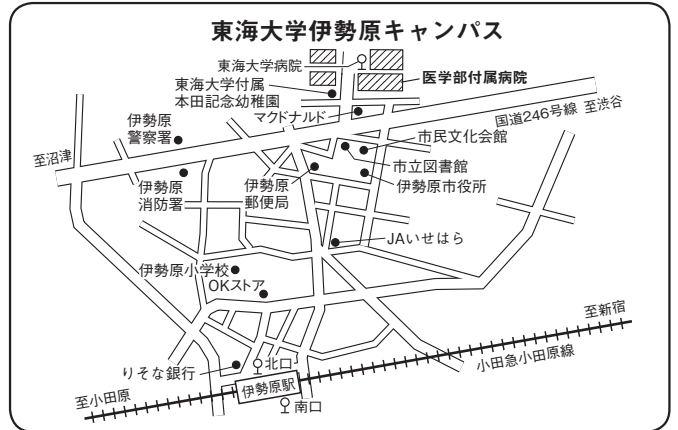 東海大学伊勢原キャンパス
東海大学病院
医学部付属病院
東海大学付属
本田記念幼稚園
マクドナルド
国道246号線
至渋谷
伊勢原
警察署
市民文化会館
至沼津
市立図書館
伊勢原
消防署
伊勢原
郵便局
伊勢原市役所
JAいせはら
伊勢原小学校
OKストア
至新宿
小田急小田原線
りそな銀行
北口
伊勢原駅
至小田原
南口